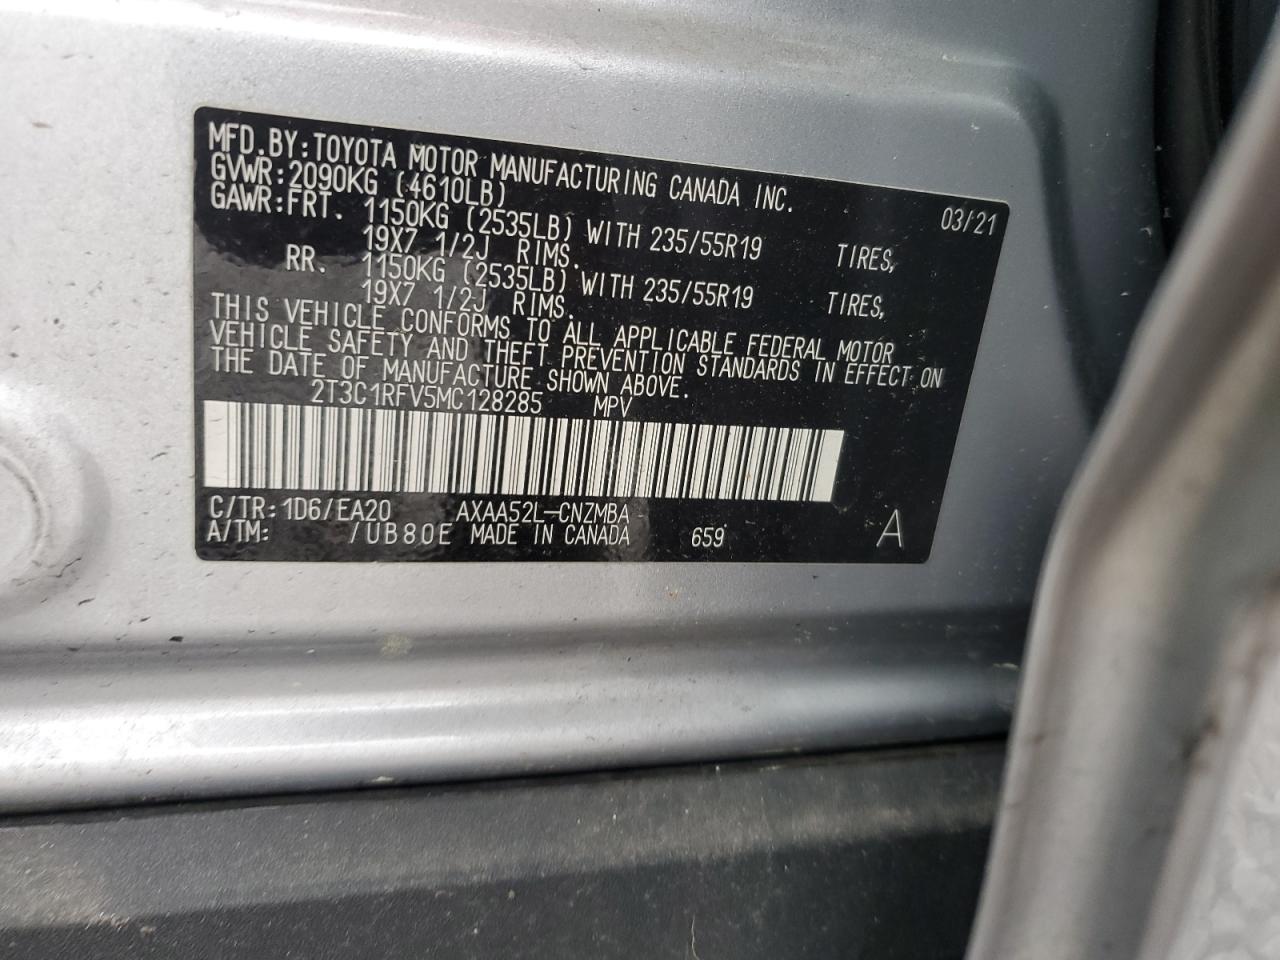 MFD.BY:TOYOTA MOTOR MANUFACTURING CANADA INC.
GVWR:2090KG (4610LB) 03/21
GAWR:FRT. 1150KG (2535LB) WITH 235/55R19 TIRES,
19X7 1/2J RIMS.
RR. 1150KG (2535LB) WITH 235/55R19 TIRES,
19X7 1/2J RIMS.
THIS VEHICLE CONFORMS TO ALL APPLICABLE FEDERAL MOTOR
VEHICLE SAFETY AND THEFT PREVENTION STANDARDS IN EFFECT ON
THE DATE OF MANUFACTURE SHOWN ABOVE.
2T3C1RFV5MC128285 MPV
C/TR:1D6/EA20 AXAA52L-CNZMBA
A/TM: /UB80E MADE IN CANADA 659 A